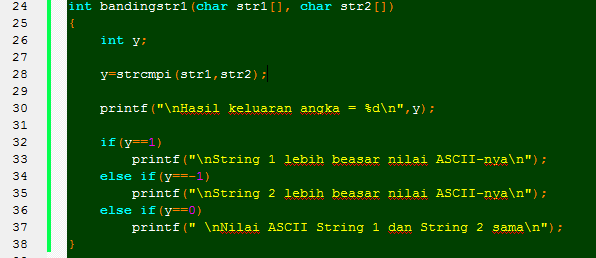 24 int bandingstr1(char str1[], char str2[])
25 {
26 int y;
27
28 y=strcmpi(str1,str2);
29
30 printf("\nHasil keluaran angka = %d\n",y);
31
32 if(y==1)
33 printf("\nString 1 lebih beasar nilai ASCII-nya\n");
34 else if(y==-1)
35 printf("\nString 2 lebih beasar nilai ASCII-nya\n");
36 else if(y==0)
37 printf(" \nNilai ASCII String 1 dan String 2 sama\n");
38 }